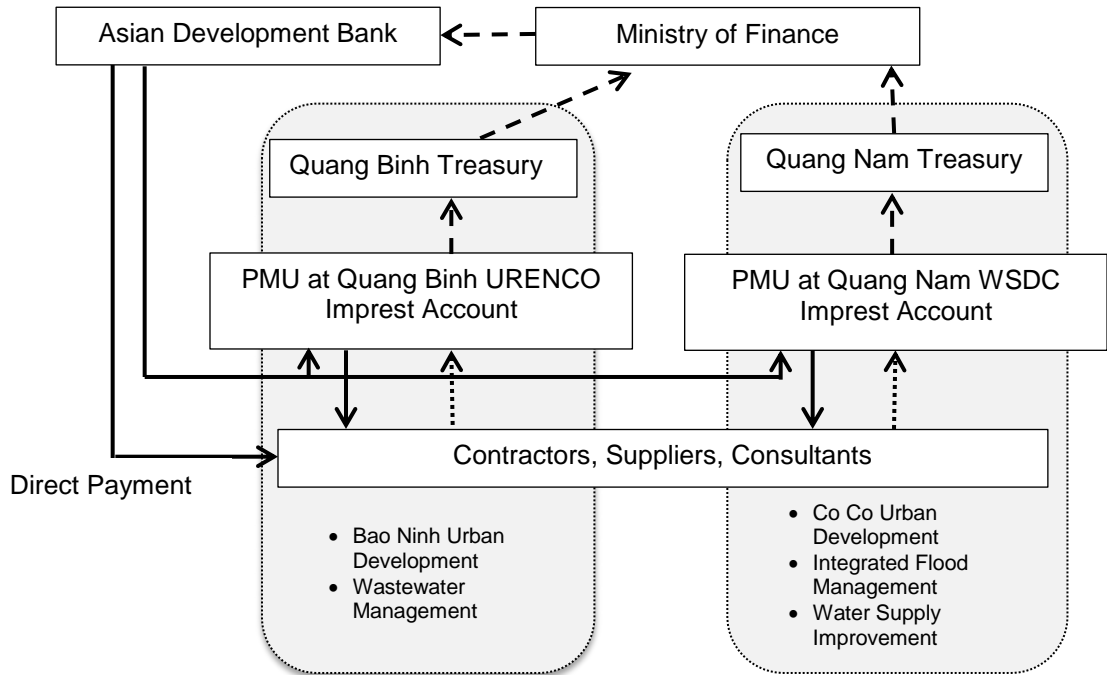 Asian Development Bank
Ministry of Finance
Quang Binh Treasury
Quang Nam Treasury
PMU at Quang Binh URENCO
Imprest Account
PMU at Quang Nam WSDC
Imprest Account
Contractors, Suppliers, Consultants
Direct Payment
• Bao Ninh Urban
Development
• Wastewater
Management
• Co Co Urban
Development
• Integrated Flood
Management
• Water Supply
Improvement